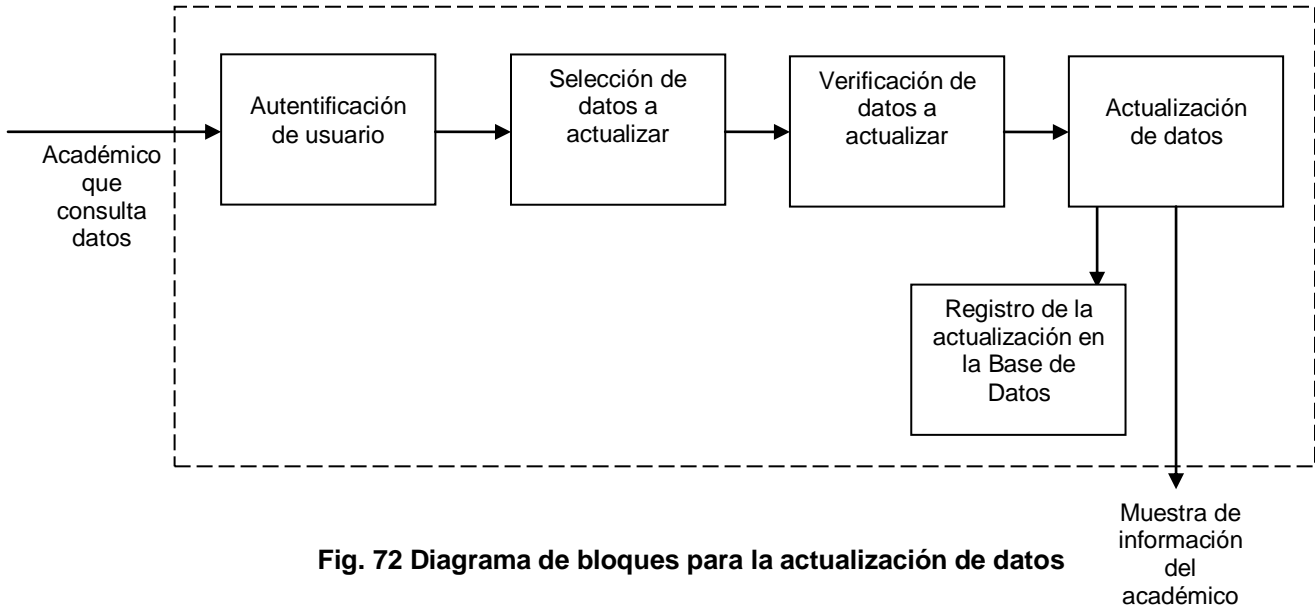 Académico
que
consulta
datos
Autentificación
de usuario
Selección de
datos a
actualizar
Verificación de
datos a
actualizar
Actualización
de datos
Registro de la
actualización en
la Base de
Datos
Muestra de
información
del
académico
Fig. 72 Diagrama de bloques para la actualización de datos